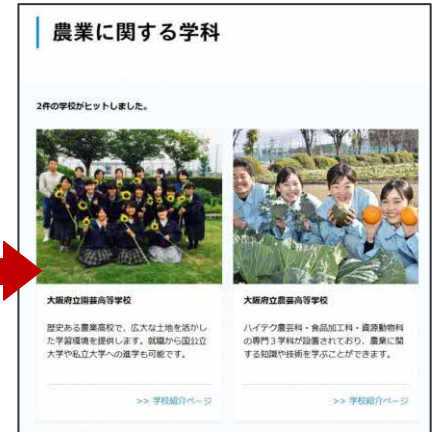 農業に関する学科
2件の学校がヒットしました。
大阪府立園芸高等学校
歴史ある農業高校で、広大な土地を活かし
た学習環境を提供します。就職から国公立
大学や私立大学への進学も可能です。
>> 学校紹介ページ
大阪府立農芸高等学校
ハイテク農芸科・食品加工科・資源動物科
の専門３学科が設置されており、農業に関
する知識や技術を学ぶことができます。
>> 学校紹介ページ